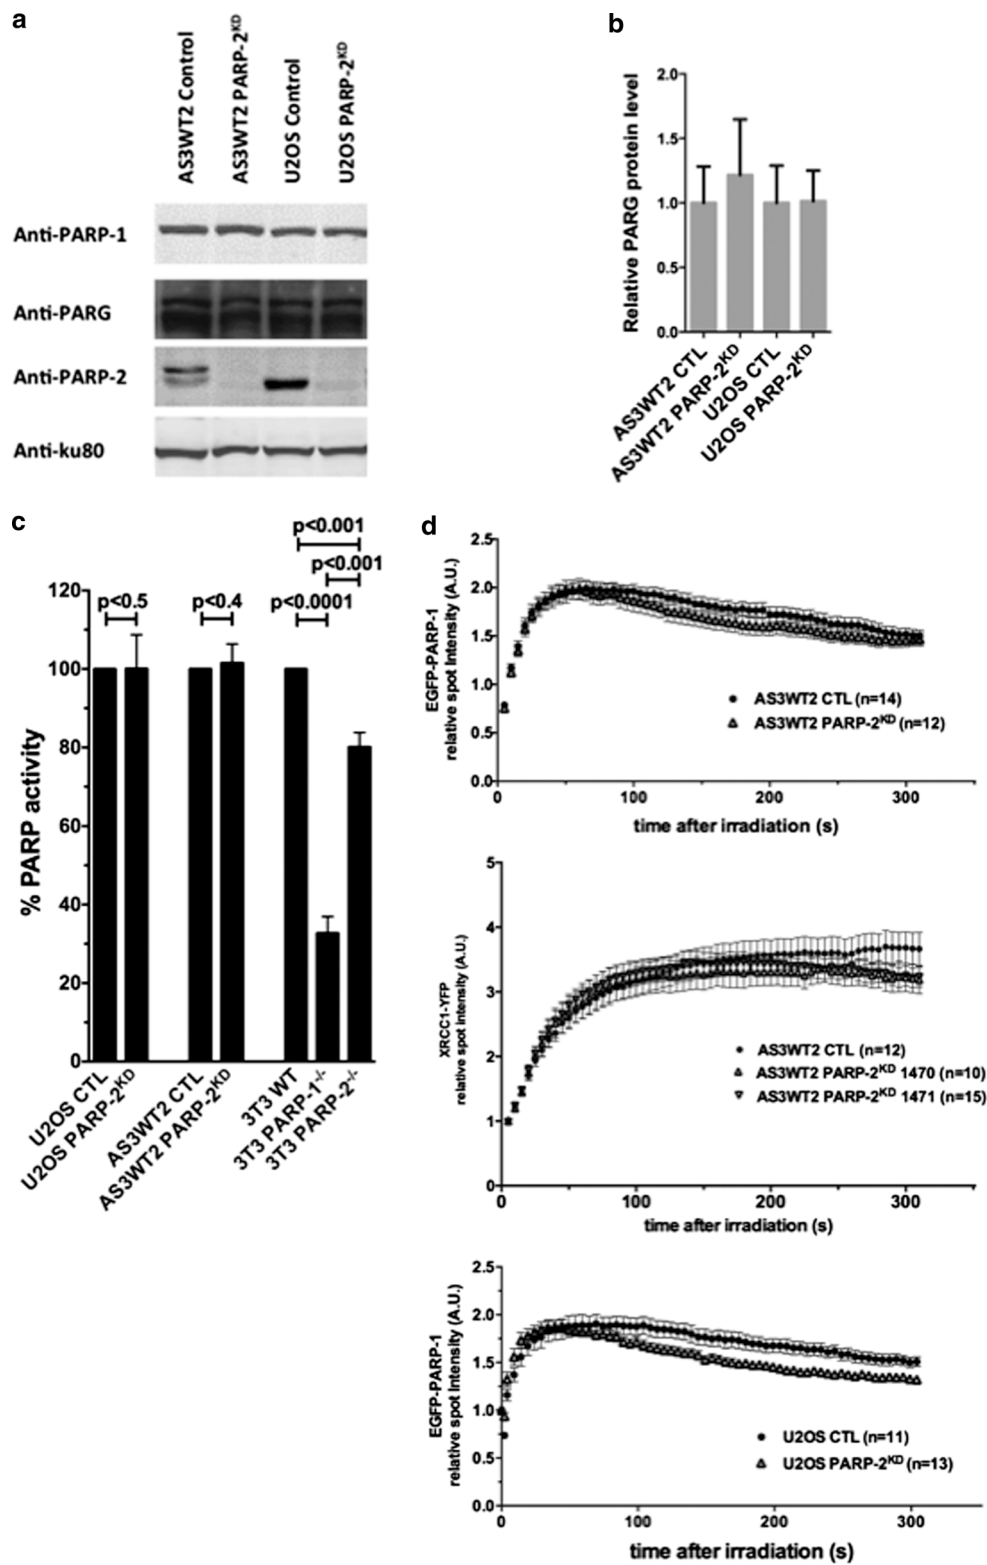 a
AS3WT2 Control
AS3WT2 PARP-2KD
U2OS Control
U2OS PARP-2KD
Anti-PARP-1
Anti-PARG
Anti-PARP-2
Anti-ku80
b
Relative PARG protein level
2.0
1.5
1.0
0.5
0.0
AS3WT2 CTL
AS3WT2 PARP-2KD
U2OS CTL
U2OS PARP-2KD
c
% PARP activity
120
100
80
60
40
20
0
p<0.5
p<0.4
p<0.001
p<0.001
p<0.0001
U2OS CTL
U2OS PARP-2KD
AS3WT2 CTL
AS3WT2 PARP-2KD
3T3 WT
3T3 PARP-1-/-
3T3 PARP-2-/-
d
EGFP-PARP-1
relative spot Intensity (A.U.)
2.5
2.0
1.5
1.0
0.5
0.0
AS3WT2 CTL (n=14)
AS3WT2 PARP-2KD (n=12)
0 100 200 300
time after irradiation (s)
XRCC1-YFP
relative spot intensity (A.U.)
5
4
3
2
1
0
AS3WT2 CTL (n=12)
AS3WT2 PARP-2KD 1470 (n=10)
AS3WT2 PARP-2KD 1471 (n=15)
0 100 200 300
time after irradiation (s)
EGFP-PARP-1
relative spot Intensity (A.U.)
2.5
2.0
1.5
1.0
0.5
0.0
U2OS CTL (n=11)
U2OS PARP-2KD (n=13)
0 100 200 300
time after irradiation (s)